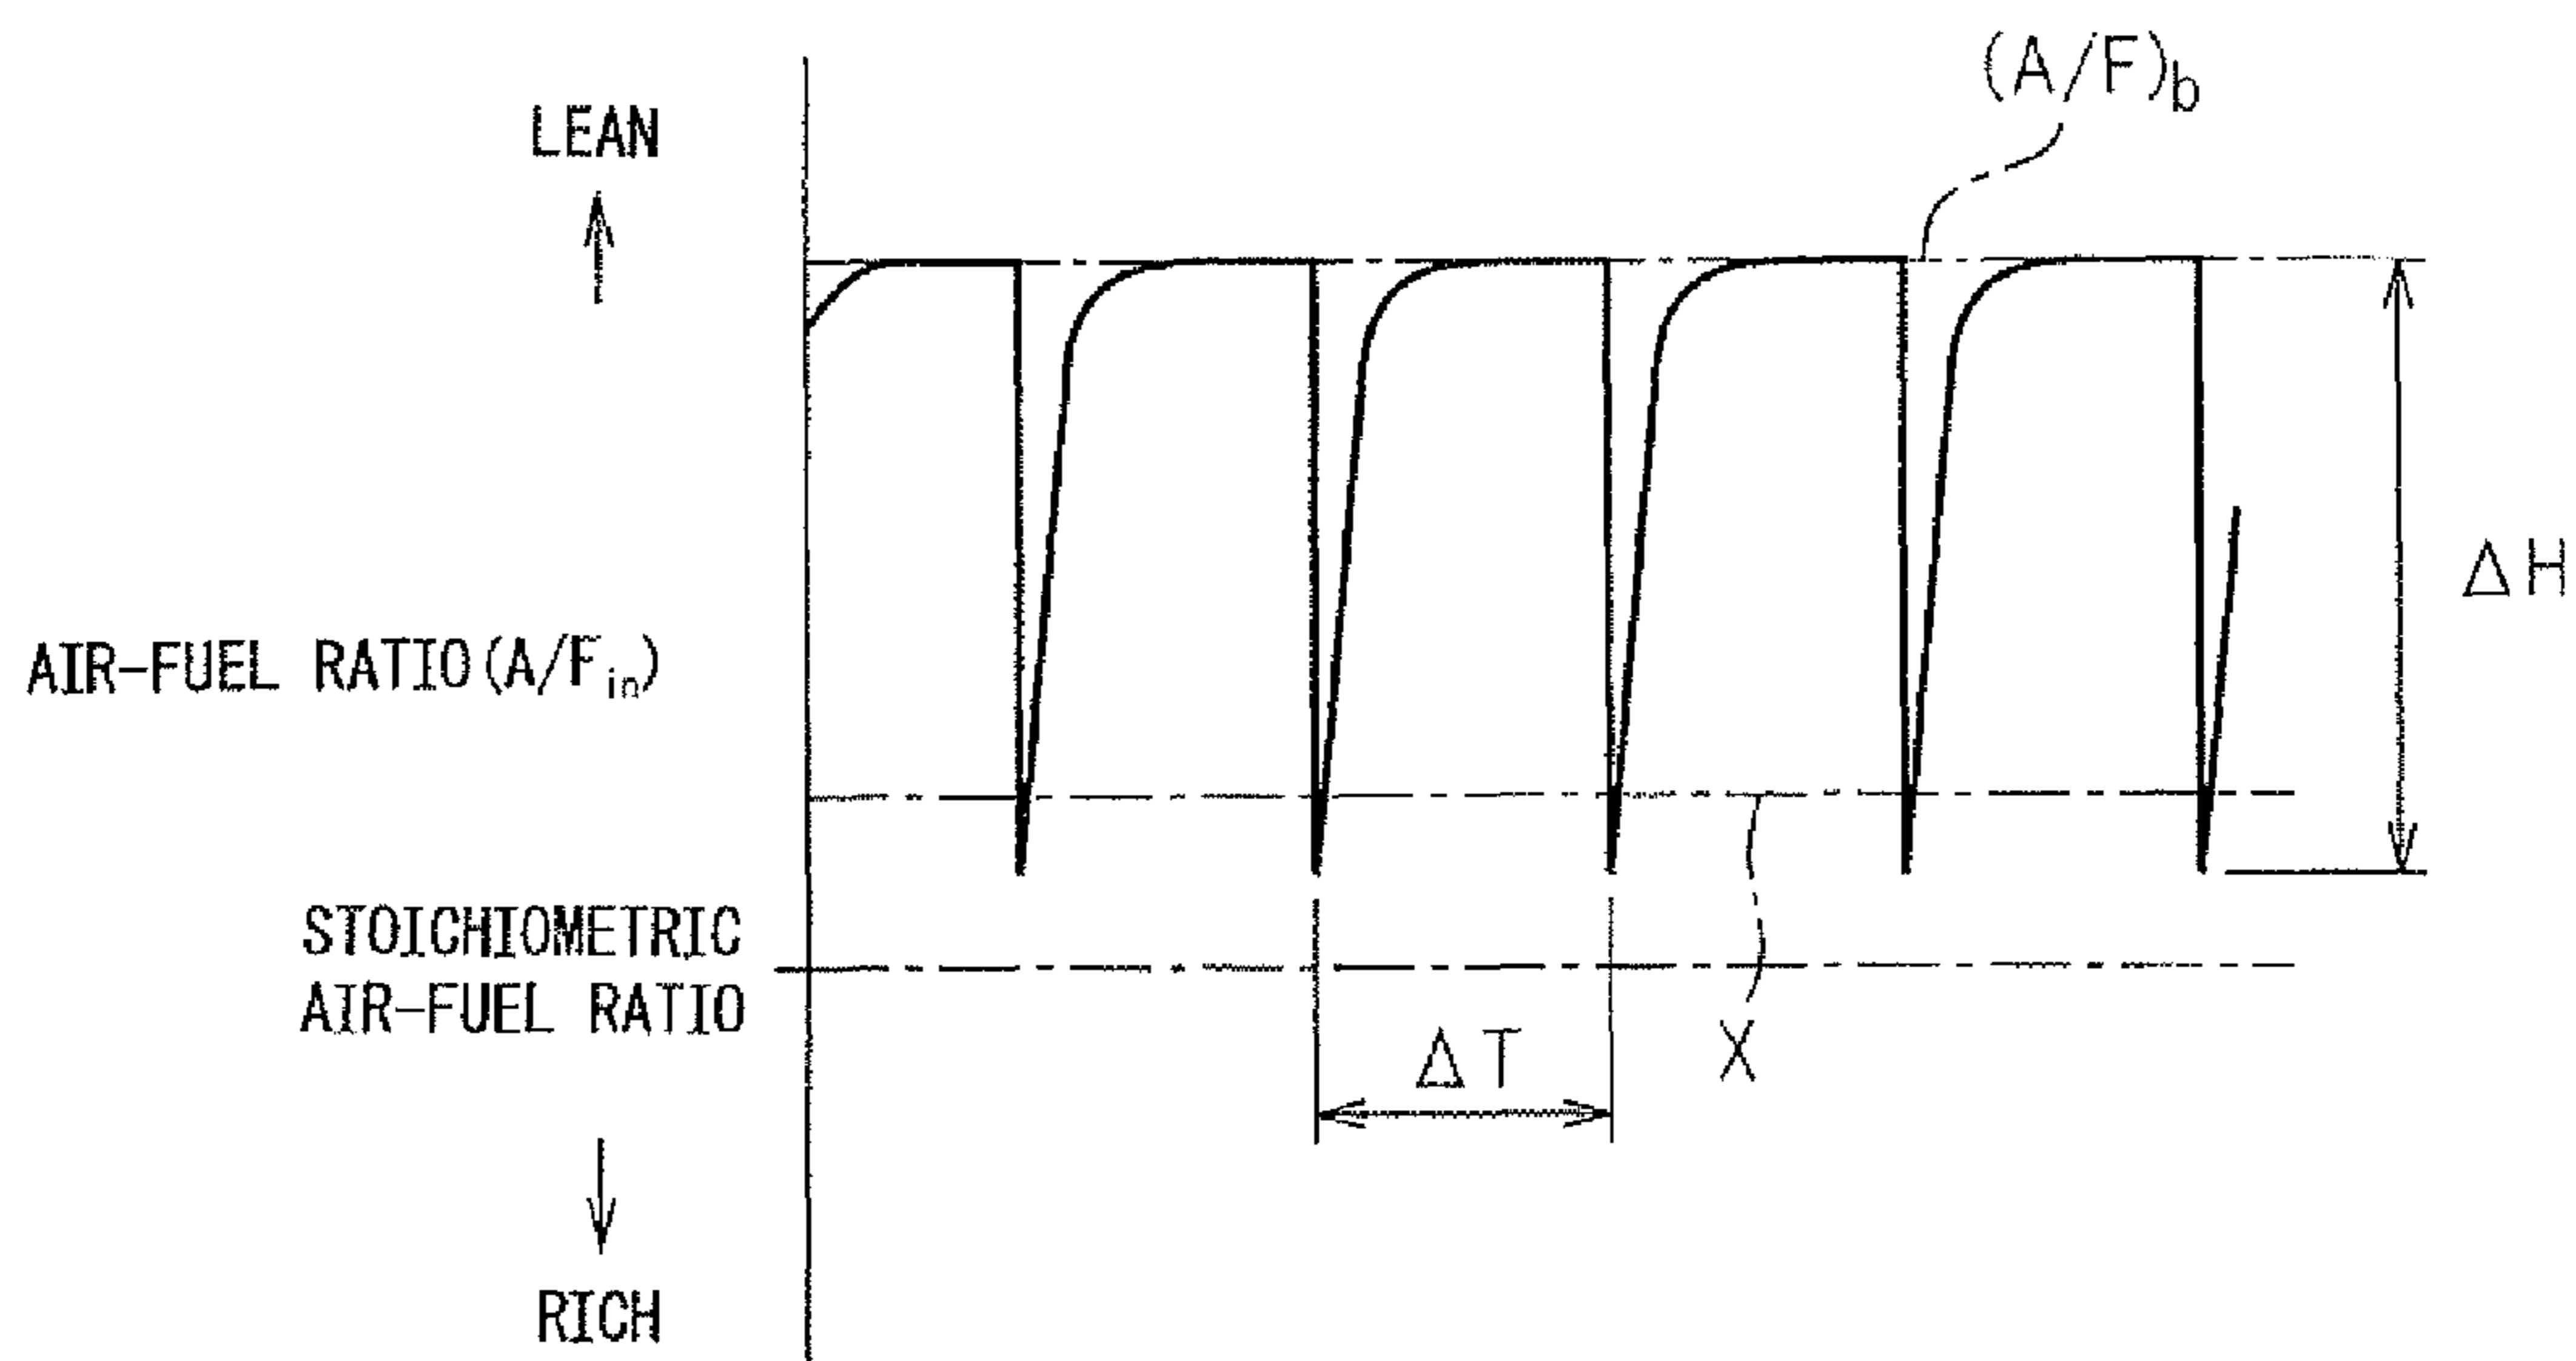 (A/F)b
LEAN
ΔH
AIR-FUEL RATIO(A/Fin)
STOICHIOMETRIC
AIR-FUEL RATIO
ΔT
X
RICH